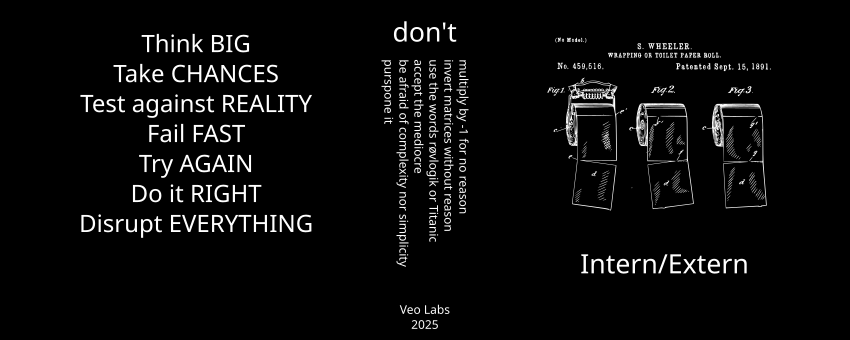 Think BIG
Take CHANCES
Test against REALITY
Fail FAST
Try AGAIN
Do it RIGHT
Disrupt EVERYTHING
don't
multiply by -1 for no reason
invert matrices without reason
use the words røvlogik or Titanic
accept the mediocre
be afraid of complexity nor simplicity
purspone it
Veo Labs
2025
(No Model.)
S. WHEELER.
WRAPPING OR TOILET PAPER ROLL.
No. 459,516.
Patented Sept. 15, 1891.
Fig.1.
Fig.2.
Fig.3.
Intern/Extern